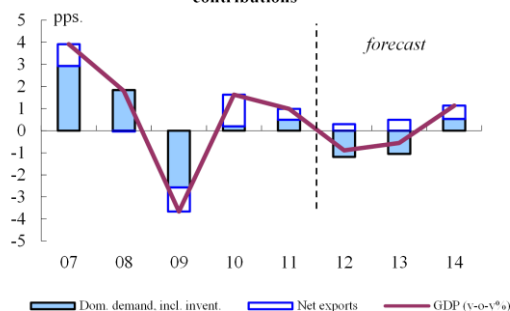 contributions
pps.
forecast
5
4
3
2
1
0
-1
-2
-3
-4
-5
07 08 09 10 11 12 13 14
Dom. demand, incl. invent. Net exports GDP (y-o-y%)